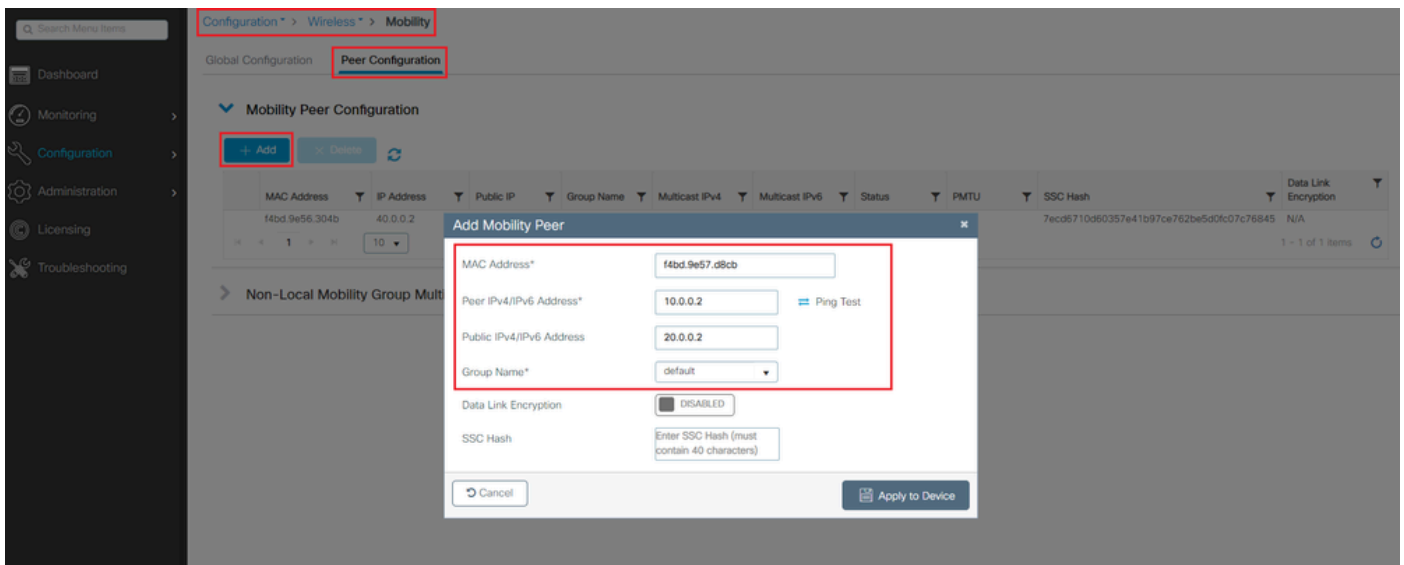 Search Menu Items
Dashboard
Monitoring
Configuration
Administration
Licensing
Troubleshooting
Configuration > Wireless > Mobility
Global Configuration Peer Configuration
Mobility Peer Configuration
+ Add × Delete
MAC Address IP Address Public IP Group Name Multicast IPv4 Multicast IPv6 Status PMTU SSC Hash Data Link Encryption
f4bd.9e56.304b 40.0.0.2 7ecd6710d60357e41b97ce762be5d0fc07c76845 N/A
1 10 1 - 1 of 1 items
Non-Local Mobility Group Multi
Add Mobility Peer
MAC Address* f4bd.9e57.d8cb
Peer IPv4/IPv6 Address* 10.0.0.2 Ping Test
Public IPv4/IPv6 Address 20.0.0.2
Group Name* default
Data Link Encryption DISABLED
SSC Hash Enter SSC Hash (must
contain 40 characters)
Cancel Apply to Device